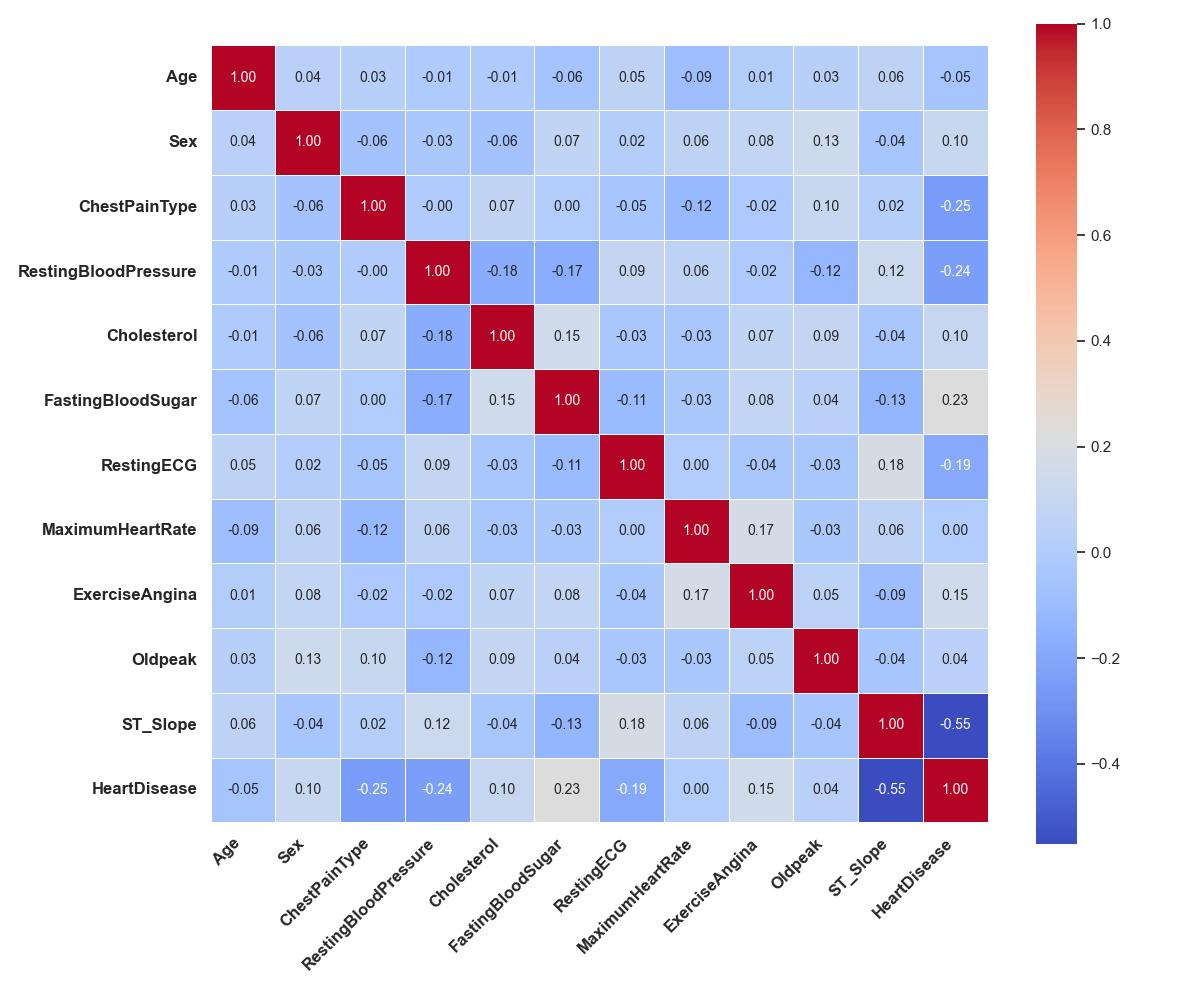 1.0
Age 1.00 0.04 0.03 -0.01 -0.01 -0.06 0.05 -0.09 0.01 0.03 0.06 -0.05
0.8
Sex 0.04 1.00 -0.06 -0.03 -0.06 0.07 0.02 0.06 0.08 0.13 -0.04 0.10
ChestPainType 0.03 -0.06 1.00 -0.00 0.07 0.00 -0.05 -0.12 -0.02 0.10 0.02 -0.25
0.6
RestingBloodPressure -0.01 -0.03 -0.00 1.00 -0.18 -0.17 0.09 0.06 -0.02 -0.12 0.12 -0.24
Cholesterol -0.01 -0.06 0.07 -0.18 1.00 0.15 -0.03 -0.03 0.07 0.09 -0.04 0.10
0.4
FastingBloodSugar -0.06 0.07 0.00 -0.17 0.15 1.00 -0.11 -0.03 0.08 0.04 -0.13 0.23
0.2
RestingECG 0.05 0.02 -0.05 0.09 -0.03 -0.11 1.00 0.00 -0.04 -0.03 0.18 -0.19
MaximumHeartRate -0.09 0.06 -0.12 0.06 -0.03 -0.03 0.00 1.00 0.17 -0.03 0.06 0.00
0.0
ExerciseAngina 0.01 0.08 -0.02 -0.02 0.07 0.08 -0.04 0.17 1.00 0.05 -0.09 0.15
Oldpeak 0.03 0.13 0.10 -0.12 0.09 0.04 -0.03 -0.03 0.05 1.00 -0.04 0.04
−0.2
ST_Slope 0.06 -0.04 0.02 0.12 -0.04 -0.13 0.18 0.06 -0.09 -0.04 1.00 -0.55
−0.4
HeartDisease -0.05 0.10 -0.25 -0.24 0.10 0.23 -0.19 0.00 0.15 0.04 -0.55 1.00
Age
Sex
ChestPainType
RestingBloodPressure
Cholesterol
FastingBloodSugar
RestingECG
MaximumHeartRate
ExerciseAngina
Oldpeak
ST_Slope
HeartDisease